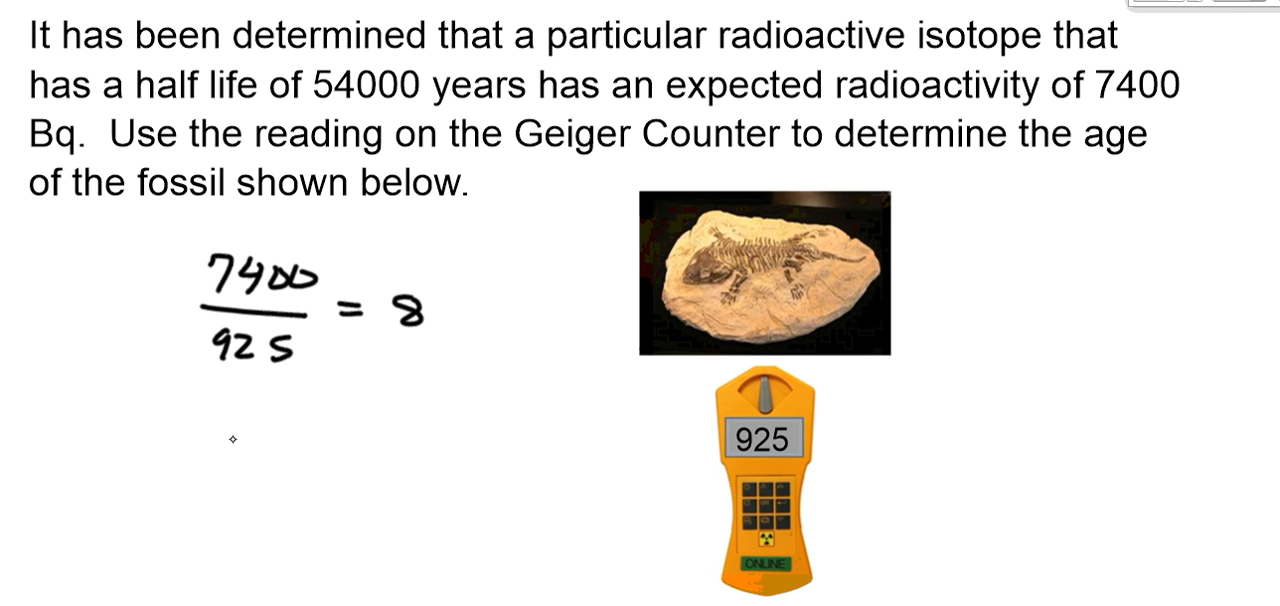 It has been determined that a particular radioactive isotope that
has a half life of 54000 years has an expected radioactivity of 7400
Bq. Use the reading on the Geiger Counter to determine the age
of the fossil shown below.
7400
925
= 8
925
ONLINE